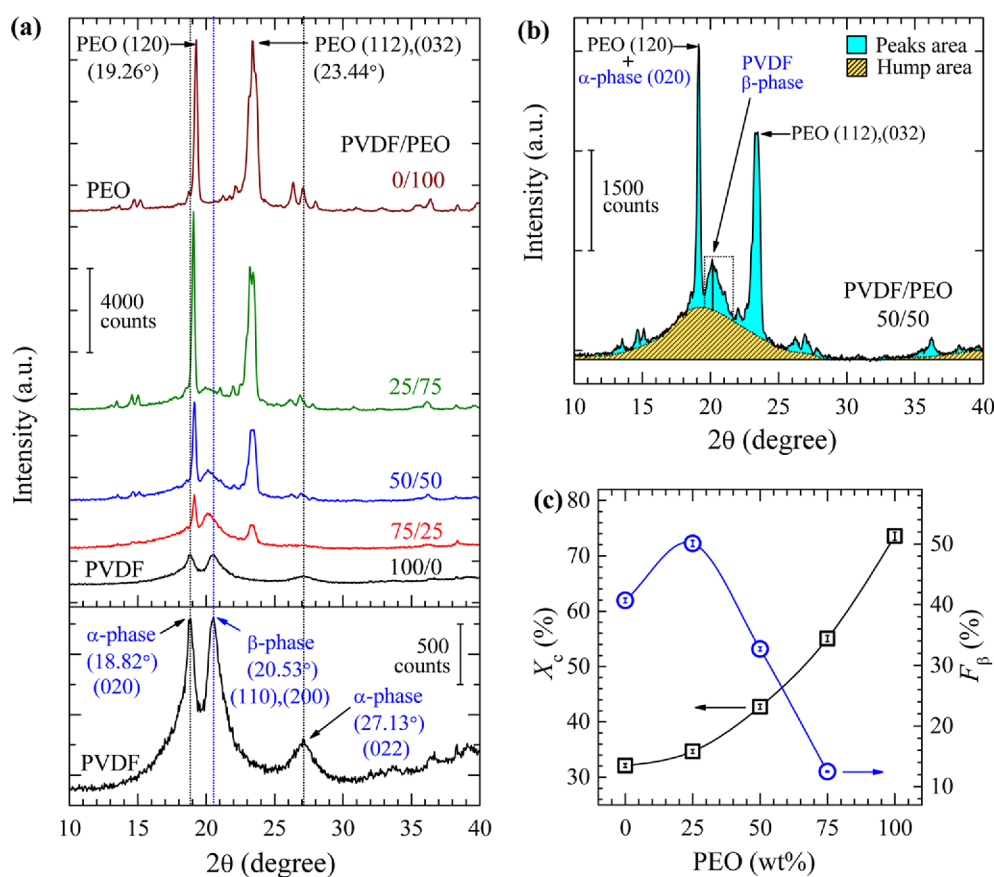 (a)
PEO (120)
(19.26°)
PEO (112),(032)
(23.44°)
PVDF/PEO
0/100
PEO
4000
counts
25/75
50/50
75/25
PVDF
100/0
α-phase
(18.82°)
(020)
β-phase
(20.53°)
(110),(200)
500
counts
α-phase
(27.13°)
(022)
PVDF
Intensity (a.u.)
10 15 20 25 30 35 40
2θ (degree)
(b)
PEO (120)
+
α-phase (020)
PVDF
β-phase
Peaks area
Hump area
PEO (112),(032)
1500
counts
PVDF/PEO
50/50
Intensity (a.u.)
10 15 20 25 30 35 40
2θ (degree)
(c)
80
70
60
50
40
30
Xc (%)
50
40
30
20
10
Fβ (%)
0 25 50 75 100
PEO (wt%)